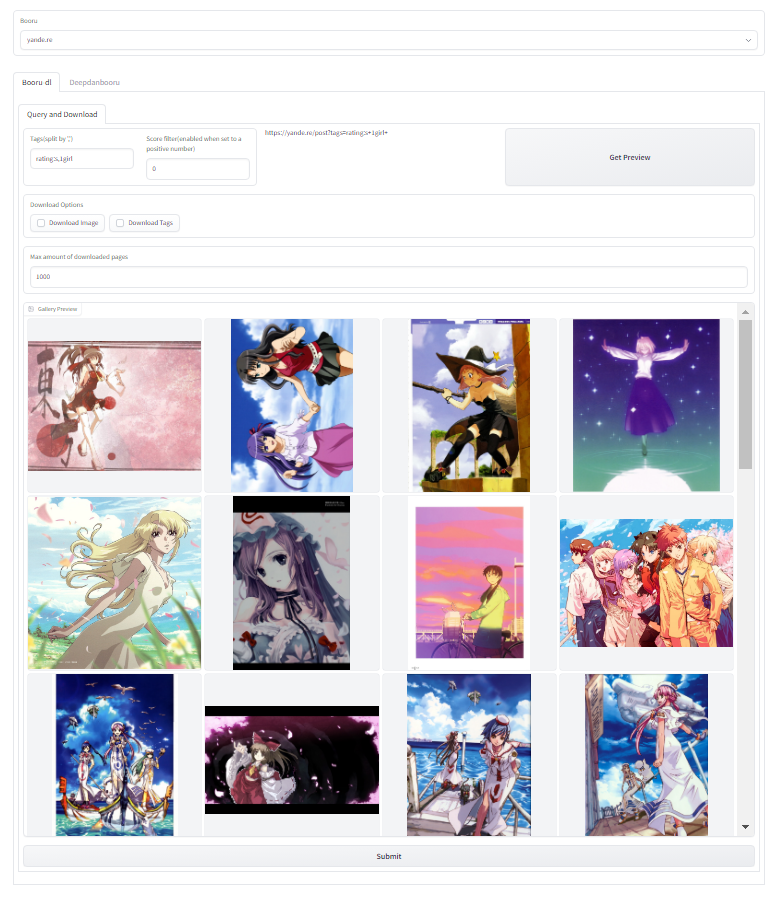 Booru
yande.re
Booru-dl
Deepdanbooru
Query and Download
Tags(split by ',')
rating:s,1girl
Score filter(enabled when set to a
positive number)
0
https://yande.re/post?tags=rating:s+1girl+
Get Preview
Download Options
Download Image
Download Tags
Max amount of downloaded pages
1000
Gallery Preview
東
Submit